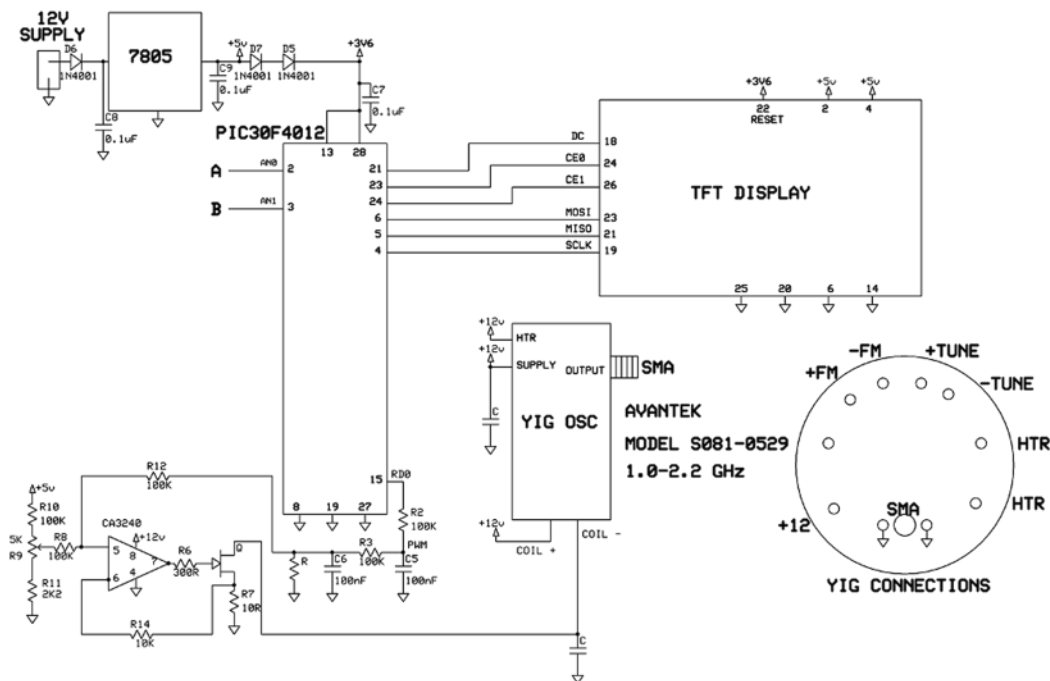 12V
SUPPLY
D6
1N4001
7805
C8
0.1uF
C9
0.1uF
+5v
D7
1N4001
D5
1N4001
+3V6
C7
0.1uF
PIC30F4012
13
28
A
AN0
2
B
AN1
3
21
23
24
6
5
4
15
RD0
8
19
27
DC
CE0
CE1
MOSI
MISO
SCLK
+3V6
+5v
+5v
22
RESET
2
4
18
24
26
23
21
19
TFT DISPLAY
25
20
6
14
+12v
HTR
+12v
SUPPLY
OUTPUT
SMA
C
YIG OSC
AVANTEK
MODEL S081-0529
1.0-2.2 GHz
+12v
COIL +
COIL -
C
-FM
+TUNE
+FM
-TUNE
HTR
HTR
SMA
+12
YIG CONNECTIONS
R12
100K
+5v
R10
100K
5K
R9
R8
100K
R11
2K2
CA3240
+12v
5
8
7
6
4
R6
300R
Q
R7
10R
R14
10K
R
C6
100nF
R3
100K
R2
100K
PWM
C5
100nF